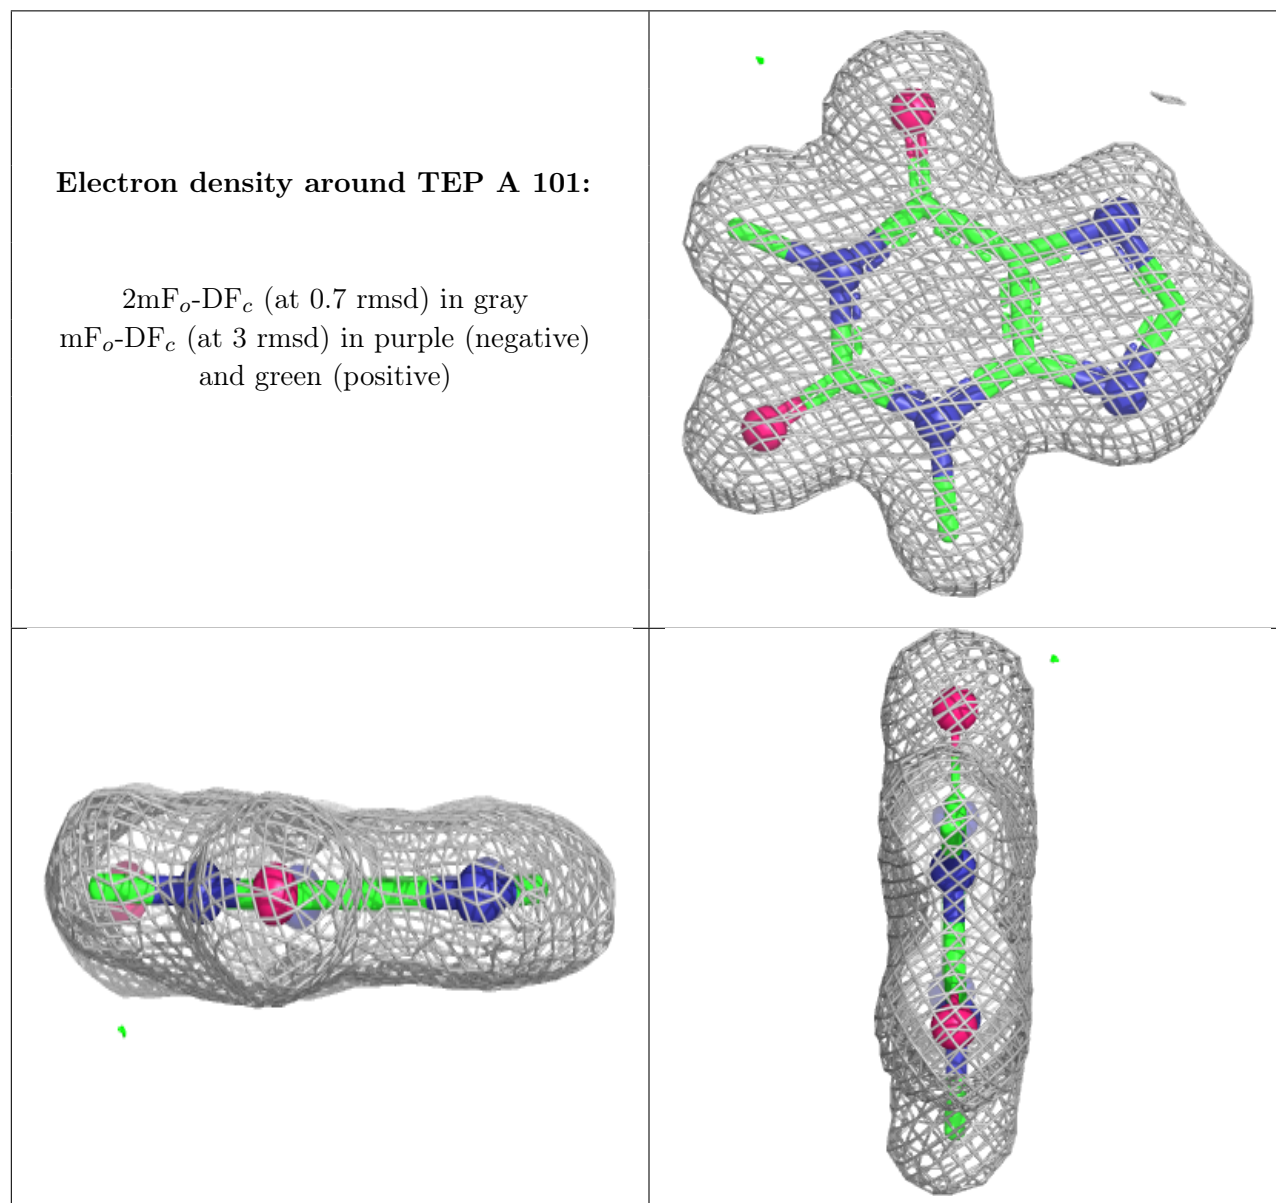 Electron density around TEP A 101:
2mFo-DFc (at 0.7 rmsd) in gray
mFo-DFc (at 3 rmsd) in purple (negative)
and green (positive)